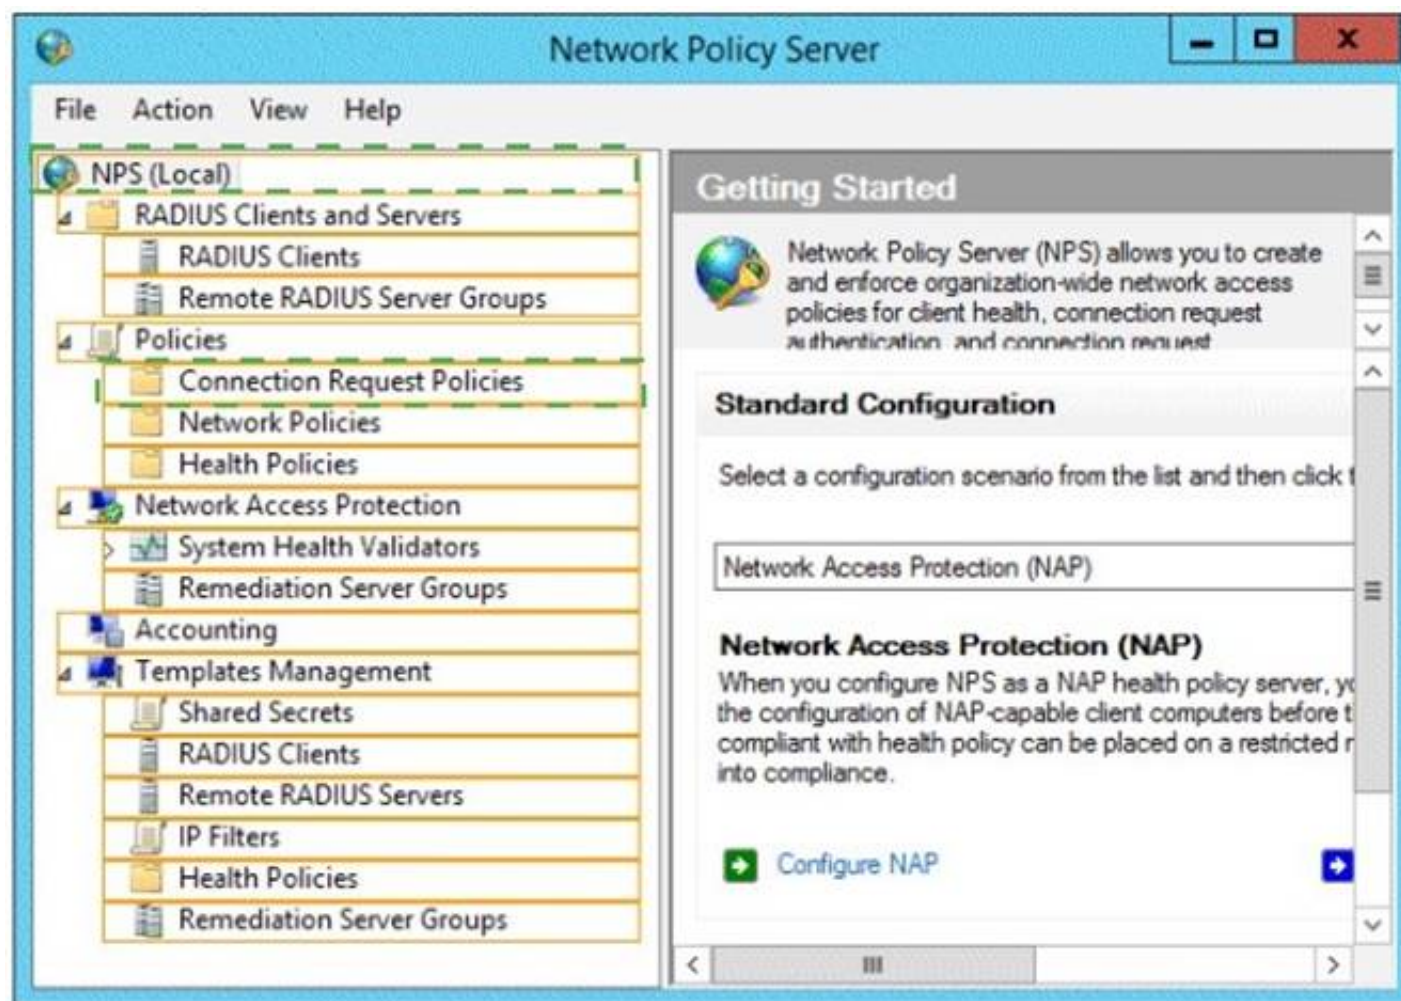 Network Policy Server
File Action View Help
NPS (Local)
RADIUS Clients and Servers
RADIUS Clients
Remote RADIUS Server Groups
Policies
Connection Request Policies
Network Policies
Health Policies
Network Access Protection
System Health Validators
Remediation Server Groups
Accounting
Templates Management
Shared Secrets
RADIUS Clients
Remote RADIUS Servers
IP Filters
Health Policies
Remediation Server Groups
Getting Started
Network Policy Server (NPS) allows you to create
and enforce organization-wide network access
policies for client health, connection request
authentication, and connection request
Standard Configuration
Select a configuration scenario from the list and then click
Network Access Protection (NAP)
Network Access Protection (NAP)
When you configure NPS as a NAP health policy server,
the configuration of NAP-capable client computers before
compliant with health policy can be placed on a restricted
into compliance.
Configure NAP